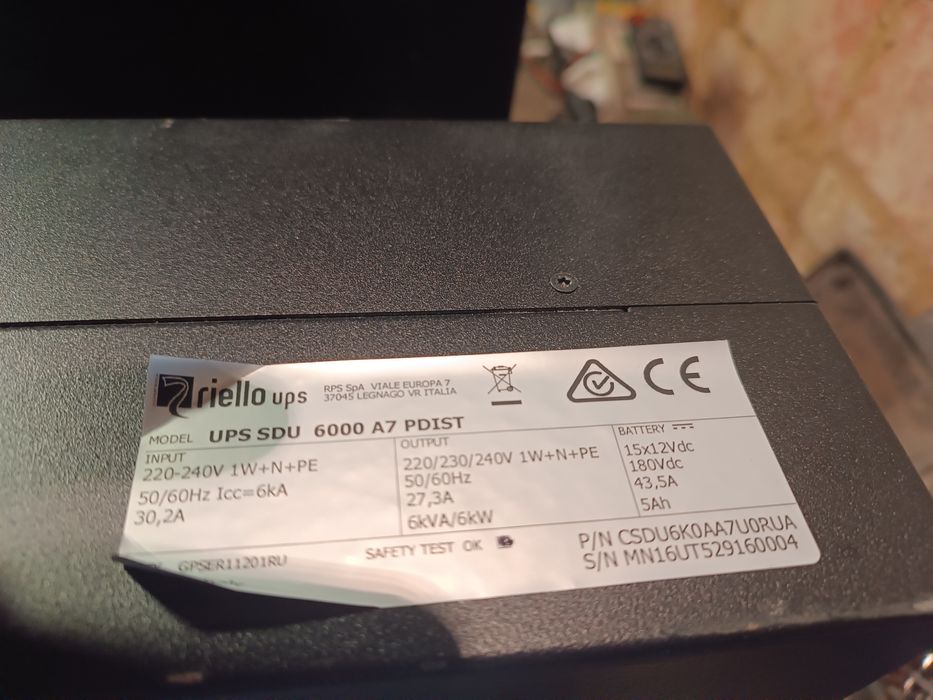 riello ups
RPS SpA VIALE EUROPA 7
37045 LEGNAGO VR ITALIA
CE
MODEL UPS SDU 6000 A7 PDIST
INPUT
220-240V 1W+N+PE
50/60Hz Icc=6kA
30,2A
OUTPUT
220/230/240V 1W+N+PE
50/60Hz
27,3A
6kVA/6kW
BATTERY
15x12Vdc
180Vdc
43,5A
5Ah
GPSER11201RU
SAFETY TEST OK
P/N CSDU6K0AA7U0RUA
S/N MN16UT529160004